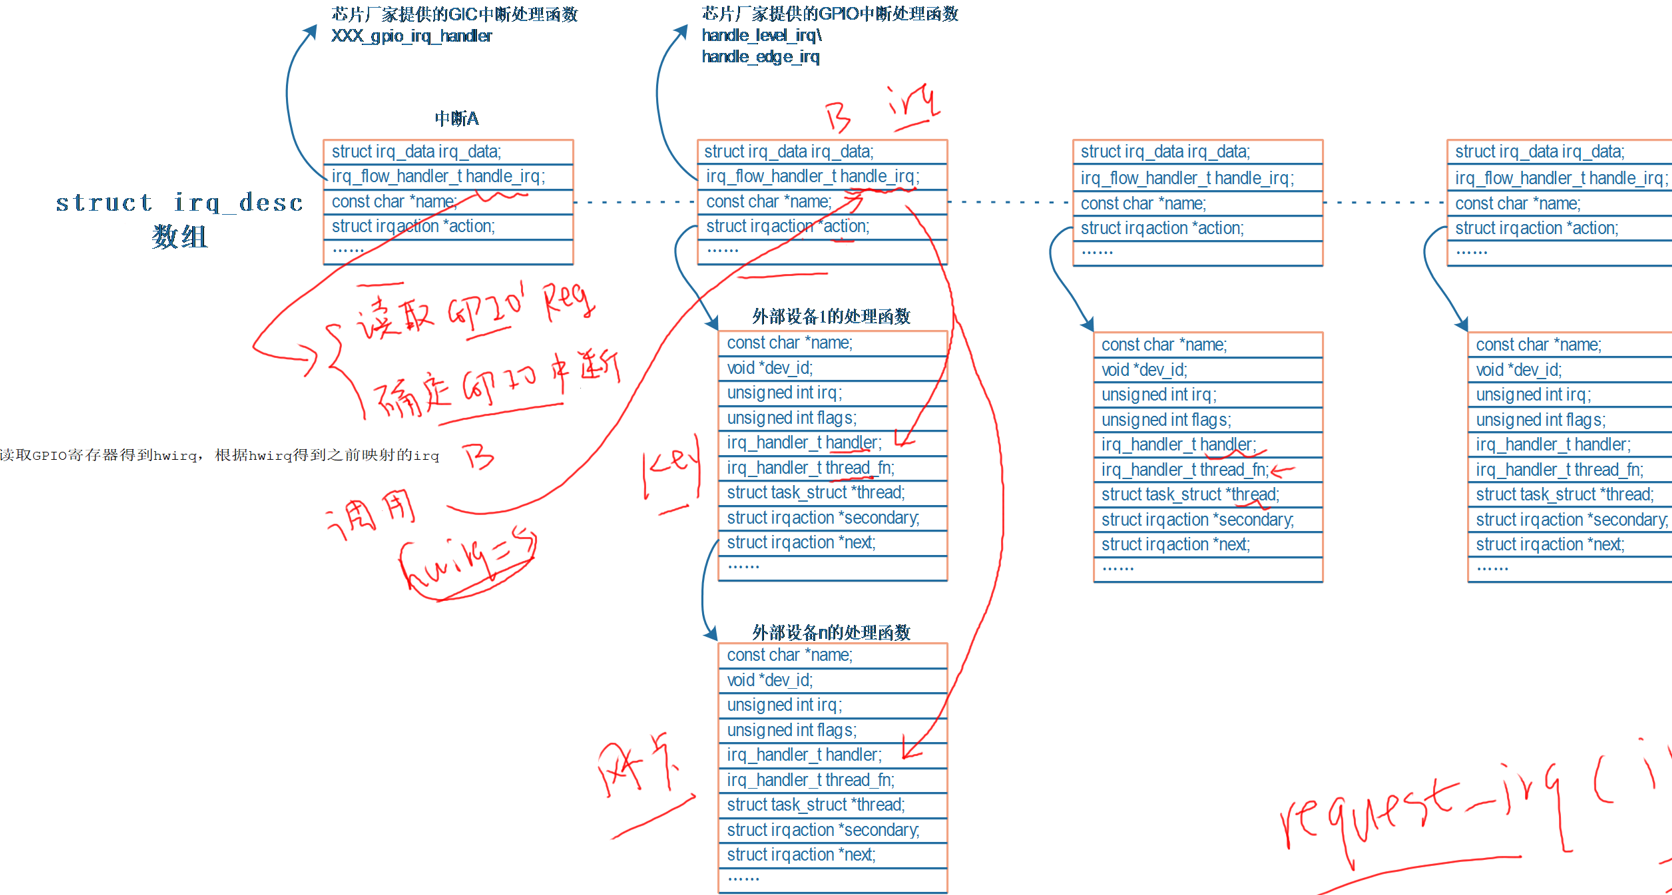 芯片厂家提供的GIC中断处理函数
XXX_gpio_irq_handler
芯片厂家提供的GPIO中断处理函数
handle_level_irq\
handle_edge_irq
B irq
中断A
struct irq_desc
数组
struct irq_data irq_data;
irq_flow_handler_t handle_irq;
const char *name;
struct irqaction *action;
......
struct irq_data irq_data;
irq_flow_handler_t handle_irq;
const char *name;
struct irqaction *action;
......
struct irq_data irq_data;
irq_flow_handler_t handle_irq;
const char *name;
struct irqaction *action;
......
struct irq_data irq_data;
irq_flow_handler_t handle_irq;
const char *name;
struct irqaction *action;
......
读取GPIO Reg
确定GPIO中断
B
读取GPIO寄存器得到hwirq，根据hwirq得到之前映射的irq
调用
hwirq=5
key
外部设备1的处理函数
const char *name;
void *dev_id;
unsigned int irq;
unsigned int flags;
irq_handler_t handler;
irq_handler_t thread_fn;
struct task_struct *thread;
struct irqaction *secondary;
struct irqaction *next;
......
const char *name;
void *dev_id;
unsigned int irq;
unsigned int flags;
irq_handler_t handler;
irq_handler_t thread_fn;
struct task_struct *thread;
struct irqaction *secondary;
struct irqaction *next;
......
const char *name;
void *dev_id;
unsigned int irq;
unsigned int flags;
irq_handler_t handler;
irq_handler_t thread_fn;
struct task_struct *thread;
struct irqaction *secondary;
struct irqaction *next;
......
外部设备n的处理函数
const char *name;
void *dev_id;
unsigned int irq;
unsigned int flags;
irq_handler_t handler;
irq_handler_t thread_fn;
struct task_struct *thread;
struct irqaction *secondary;
struct irqaction *next;
......
网卡
request_irq(